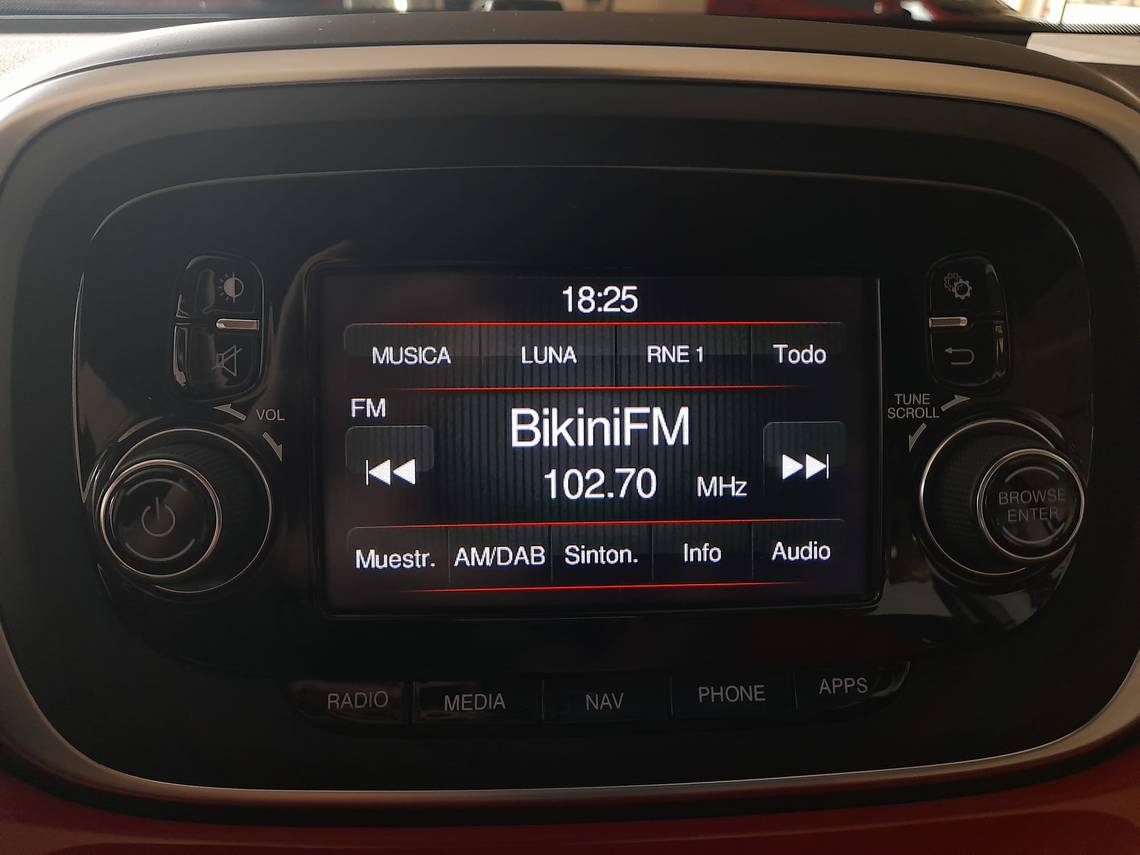 18:25
MUSICA LUNA RNE 1 Todo
FM
BikiniFM
102.70 MHz
Muestr. AM/DAB Sinton. Info Audio
VOL
TUNE
SCROLL
BROWSE
ENTER
RADIO MEDIA NAV PHONE APPS